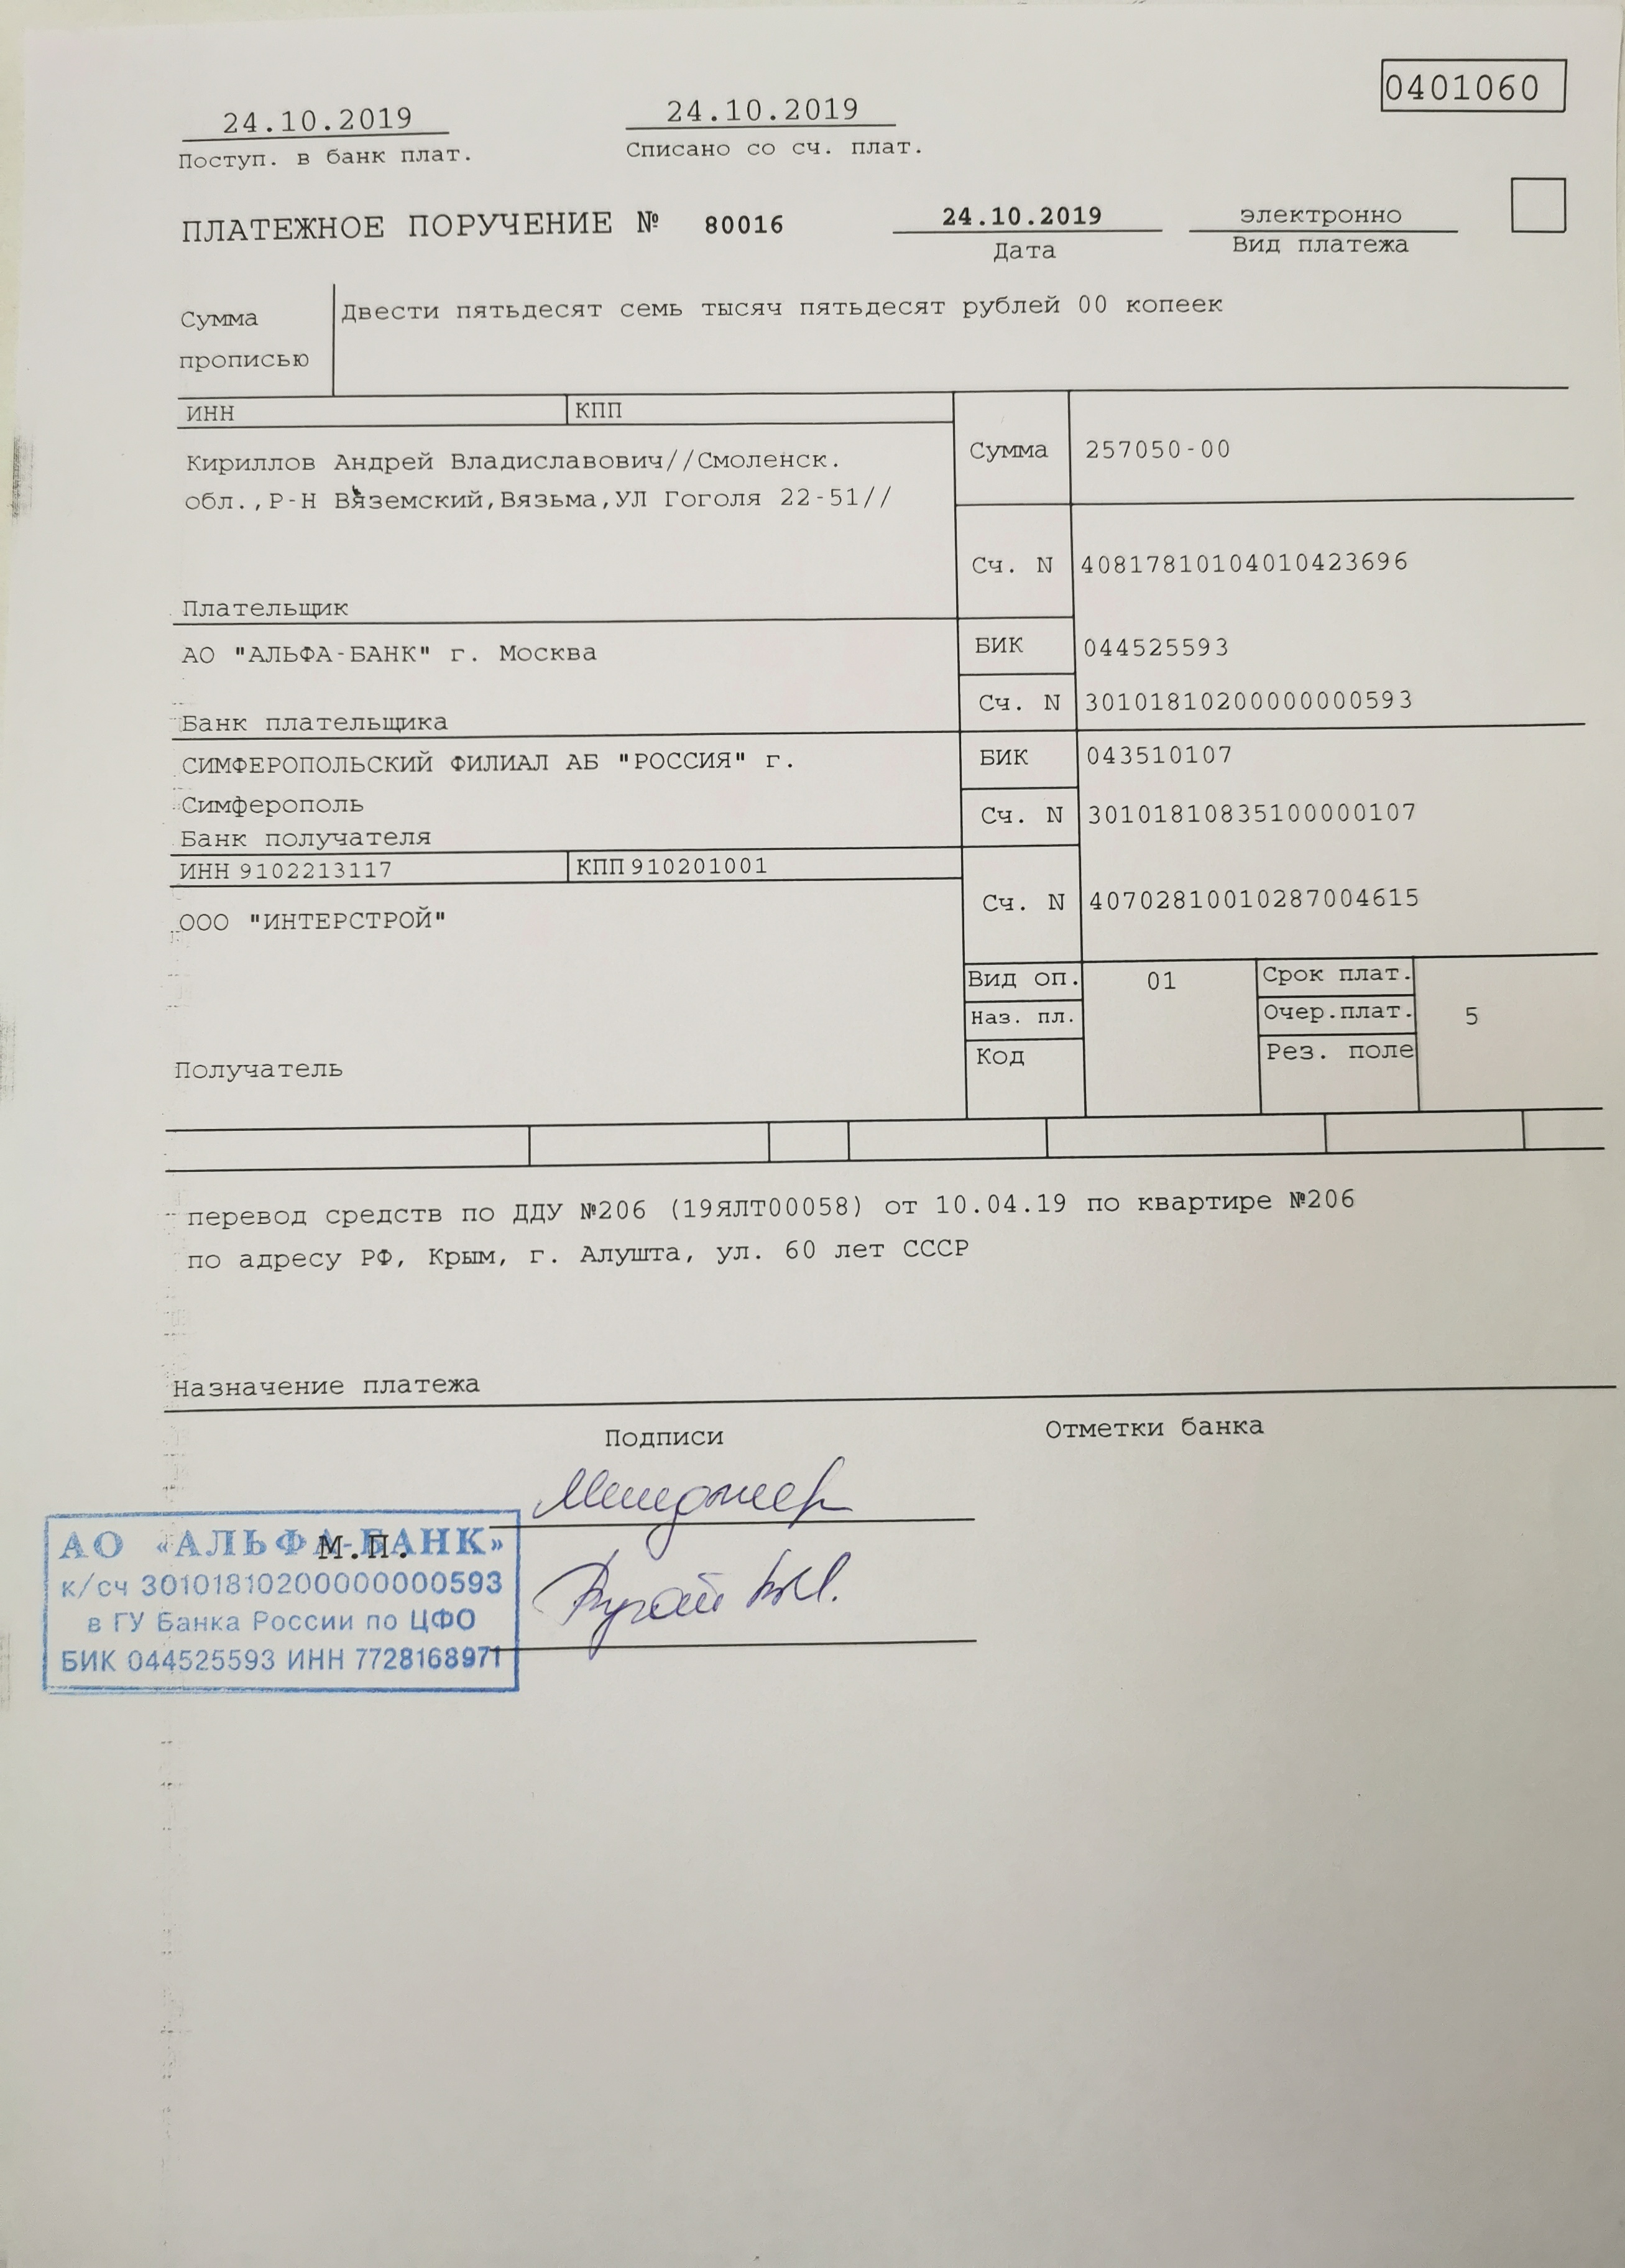 0401060
24.10.2019 24.10.2019
Поступ. в банк плат. Списано со сч. плат.
ПЛАТЕЖНОЕ ПОРУЧЕНИЕ № 80016 24.10.2019 электронно
Дата Вид платежа
Сумма Двести пятьдесят семь тысяч пятьдесят рублей 00 копеек
прописью
ИНН КПП
Сумма 257050-00
Кириллов Андрей Владиславович//Смоленск.
обл.,Р-Н Вяземский,Вязьма,УЛ Гоголя 22-51//
Сч. N 40817810104010423696
Плательщик
АО "АЛЬФА-БАНК" г. Москва БИК 044525593
Сч. N 30101810200000000593
Банк плательщика
СИМФЕРОПОЛЬСКИЙ ФИЛИАЛ АБ "РОССИЯ" г. БИК 043510107
Симферополь Сч. N 30101810835100000107
Банк получателя
ИНН 9102213117 КПП 910201001
ООО "ИНТЕРСТРОЙ" Сч. N 40702810010287004615
Вид оп. 01 Срок плат.
Наз. пл. Очер.плат. 5
Код Рез. поле
Получатель
перевод средств по ДДУ №206 (19ЯЛТ00058) от 10.04.19 по квартире №206
по адресу РФ, Крым, г. Алушта, ул. 60 лет СССР
Назначение платежа
Подписи Отметки банка
Менеджер
АО «АЛЬФА-БАНК»
М.П.
к/сч 30101810200000000593
в ГУ Банка России по ЦФО
БИК 044525593 ИНН 7728168971